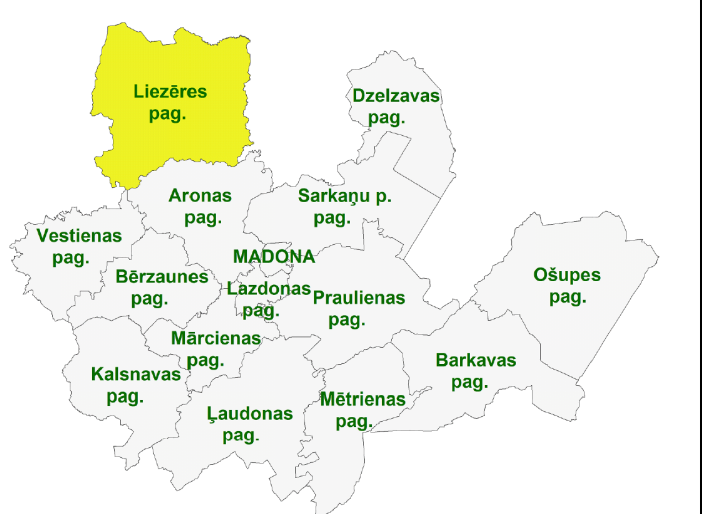 Liezēres
pag.
Dzelzavas
pag.
Aronas
pag.
Sarkaņu p.
pag.
Vestienas
pag.
MADONA
Bērzaunes
pag.
Lazdonas
pag.
Praulienas
pag.
Ošupes
pag.
Mārcienas
pag.
Kalsnavas
pag.
Barkavas
pag.
Ļaudonas
pag.
Mētrienas
pag.